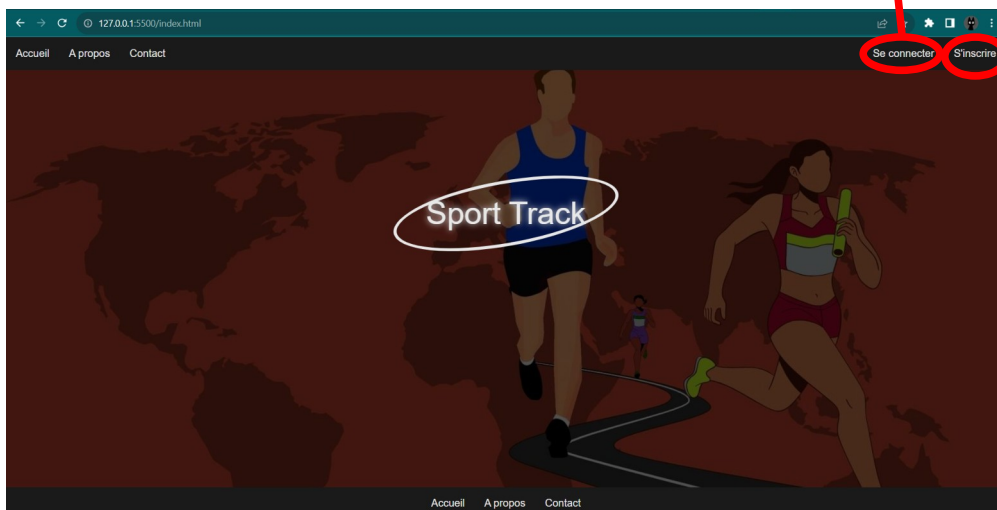 127.0.0.1:5500/index.html
Accueil A propos Contact Se connecter S'inscrire
Sport Track
Accueil A propos Contact